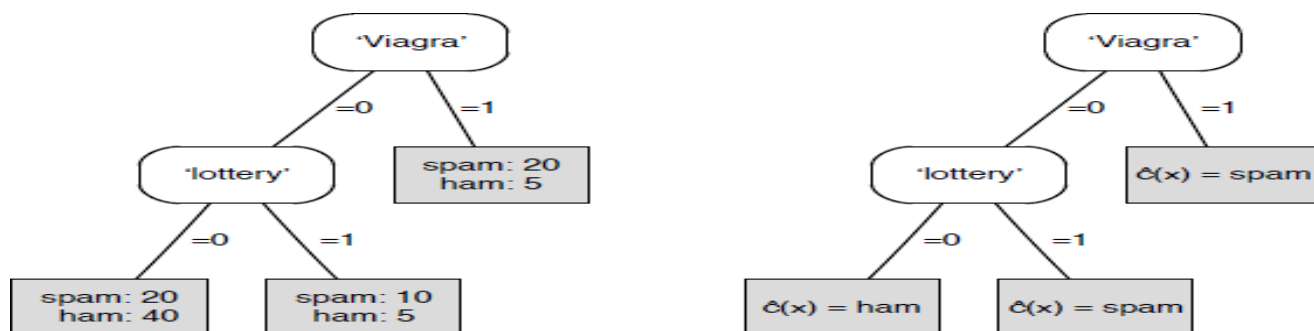 'Viagra'
=0
=1
'lottery'
spam: 20
ham: 5
=0
=1
spam: 20
ham: 40
spam: 10
ham: 5
'Viagra'
=0
=1
'lottery'
ĉ(x) = spam
=0
=1
ĉ(x) = ham
ĉ(x) = spam